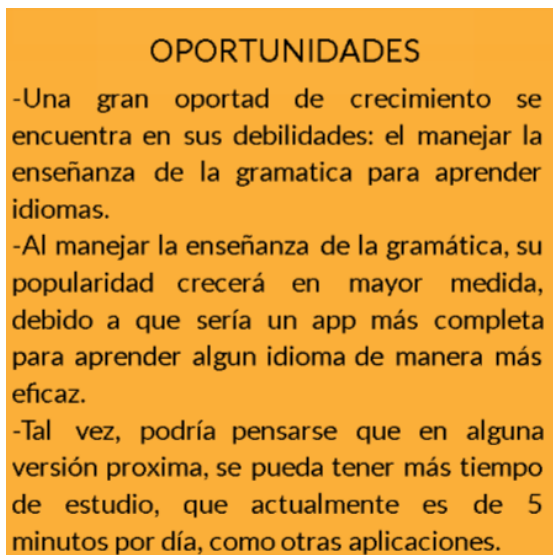 OPORTUNIDADES
-Una gran oportad de crecimiento se
encuentra en sus debilidades: el manejar la
enseñanza de la gramatica para aprender
idiomas.
-Al manejar la enseñanza de la gramática, su
popularidad crecerá en mayor medida,
debido a que sería un app más completa
para aprender algun idioma de manera más
eficaz.
-Tal vez, podría pensarse que en alguna
versión proxima, se pueda tener más tiempo
de estudio, que actualmente es de 5
minutos por día, como otras aplicaciones.